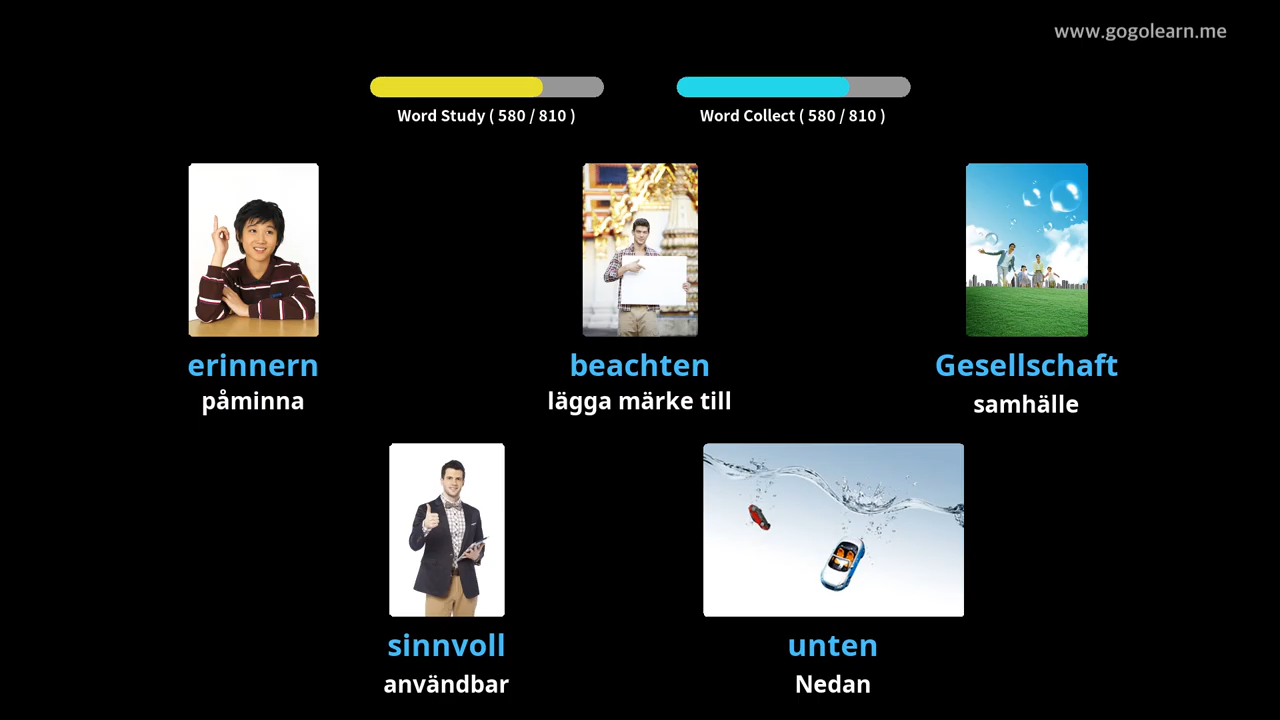 www.gogolearn.me
Word Study ( 580 / 810 )
Word Collect ( 580 / 810 )
erinnern
påminna
beachten
lägga märke till
Gesellschaft
samhälle
sinnvoll
användbar
unten
Nedan